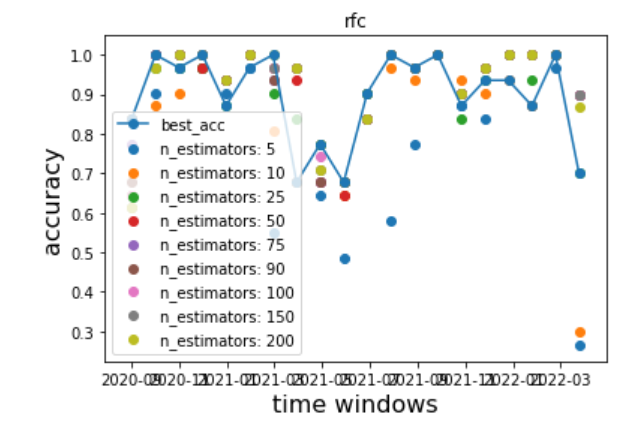 rfc
accuracy
1.0
0.9
0.8
0.7
0.6
0.5
0.4
0.3
best_acc
n_estimators: 5
n_estimators: 10
n_estimators: 25
n_estimators: 50
n_estimators: 75
n_estimators: 90
n_estimators: 100
n_estimators: 150
n_estimators: 200
2020-09 2020-11 2021-01 2021-03 2021-05 2021-07 2021-09 2021-11 2022-01 2022-03
time windows